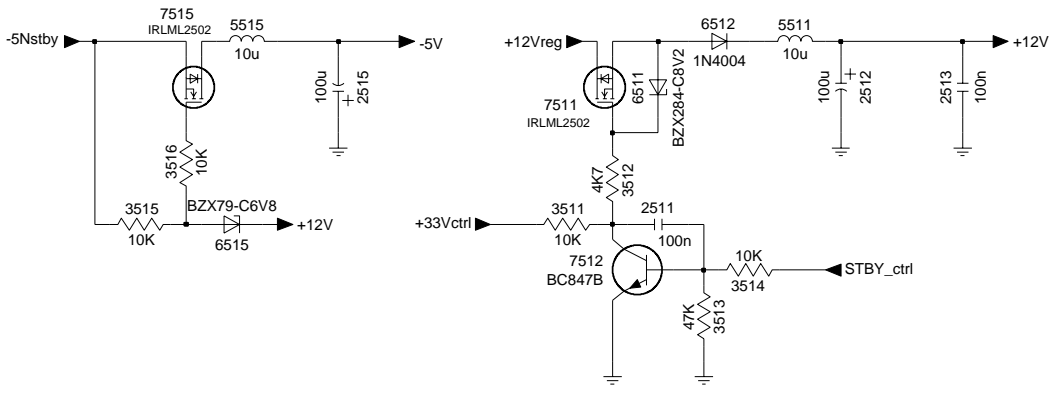 7515
IRLML2502
-5Nstby
5515
10u
-5V
100u
2515
3516
10K
BZX79-C6V8
3515
10K
6515
+12V
+12Vreg
7511
IRLML2502
6511
BZX284-C8V2
6512
1N4004
5511
10u
+12V
100u
2512
2513
100n
4K7
3512
+33Vctrl
3511
10K
2511
100n
7512
BC847B
10K
3514
STBY_ctrl
47K
3513